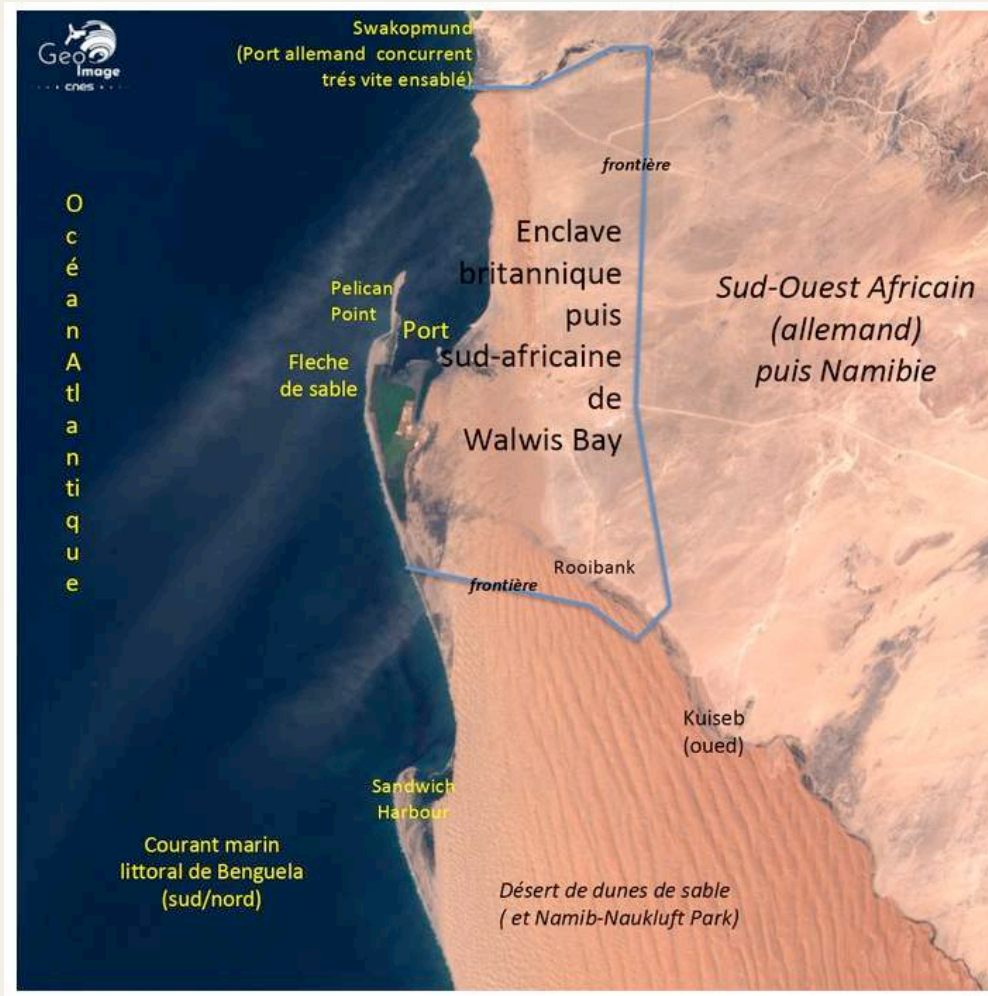 Geo
Image
cnes
Swakopmund
(Port allemand concurrent
trés vite ensablé)
frontière
Océan Atlantique
Enclave
britannique
puis
sud-africaine
de
Walwis Bay
Sud-Ouest Africain
(allemand)
puis Namibie
Pelican
Point
Port
Fleche
de sable
Rooibank
frontière
Kuiseb
(oued)
Sandwich
Harbour
Courant marin
littoral de Benguela
(sud/nord)
Désert de dunes de sable
( et Namib-Naukluft Park)